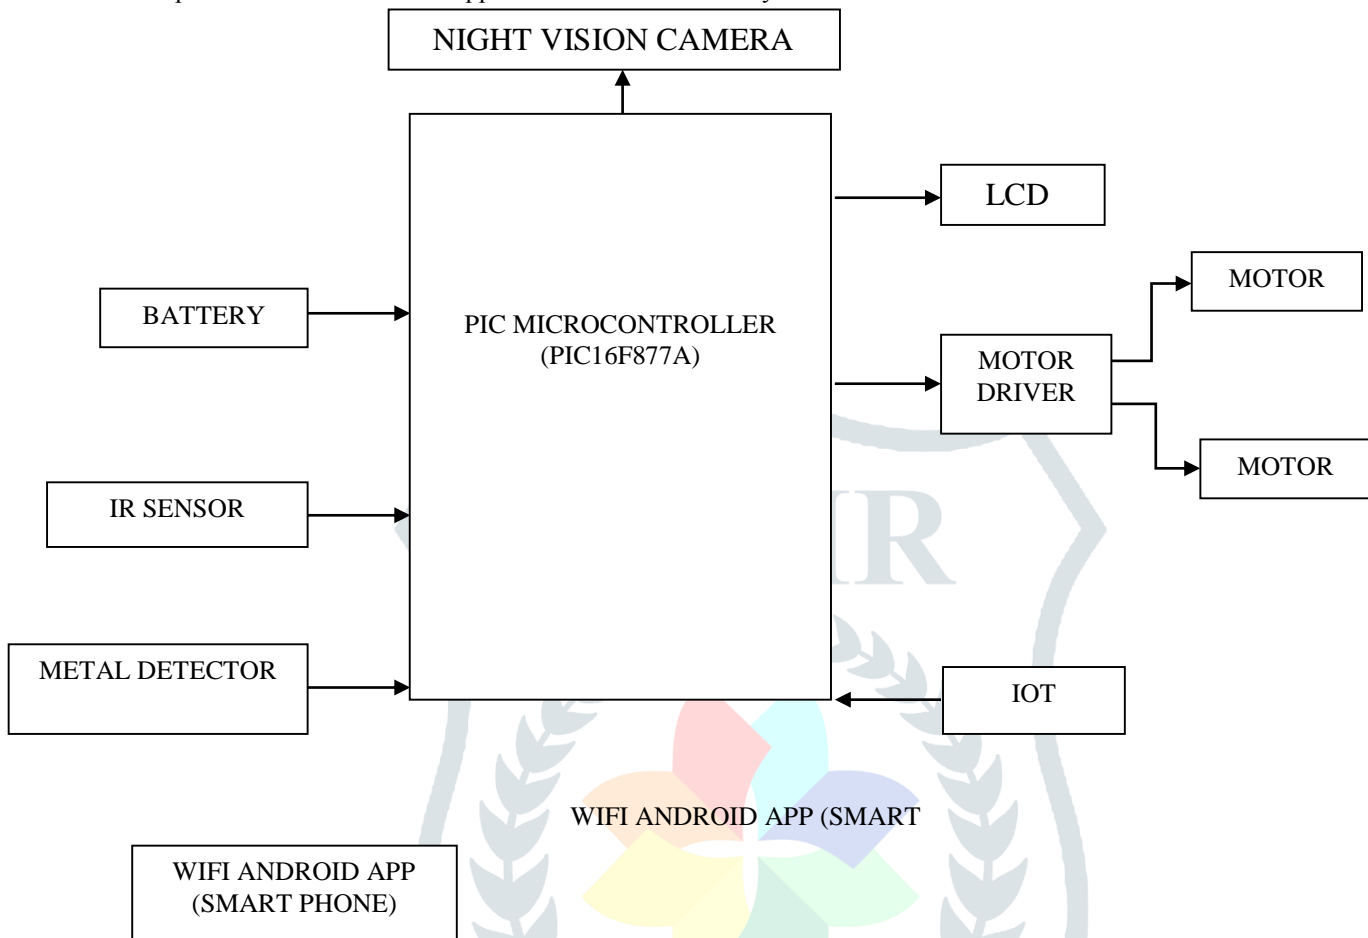 NIGHT VISION CAMERA
LCD
MOTOR
BATTERY
PIC MICROCONTROLLER
(PIC16F877A)
MOTOR
DRIVER
MOTOR
IR SENSOR
IR
METAL DETECTOR
IOT
WIFI ANDROID APP (SMART
WIFI ANDROID APP
(SMART PHONE)